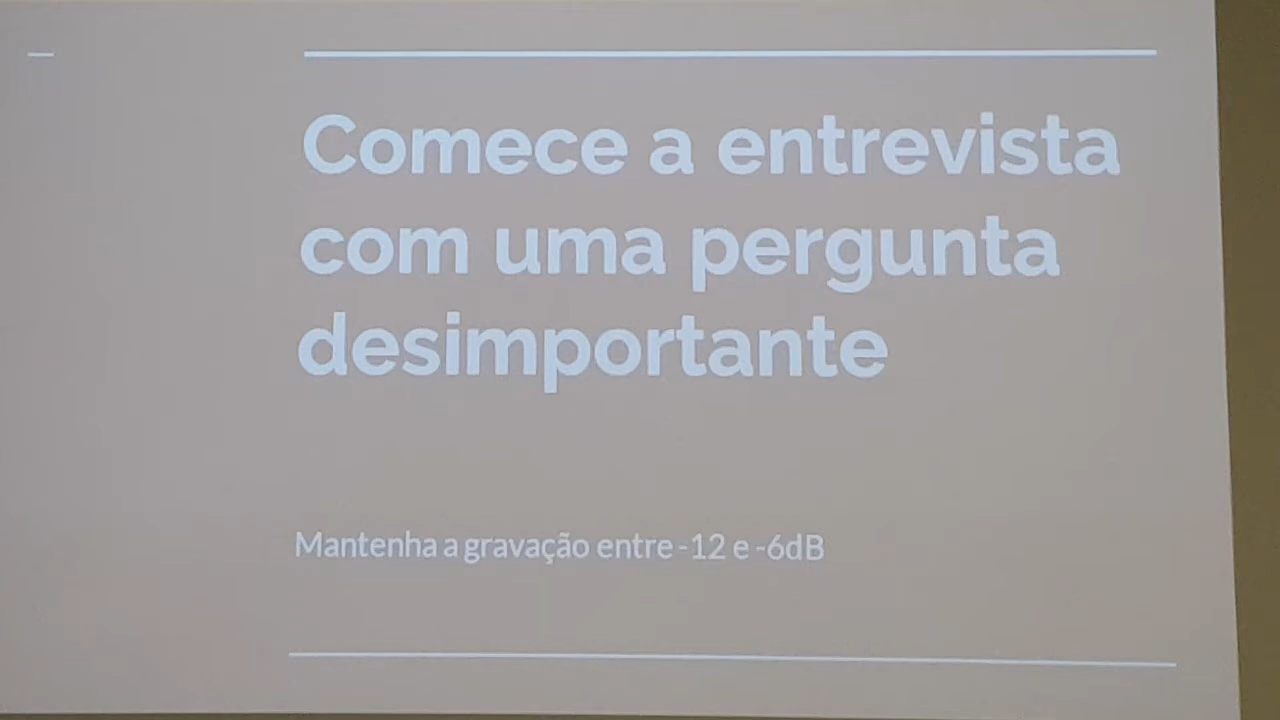 Comece a entrevista
com uma pergunta
desimportante
Mantenha a gravação entre -12 e -6dB